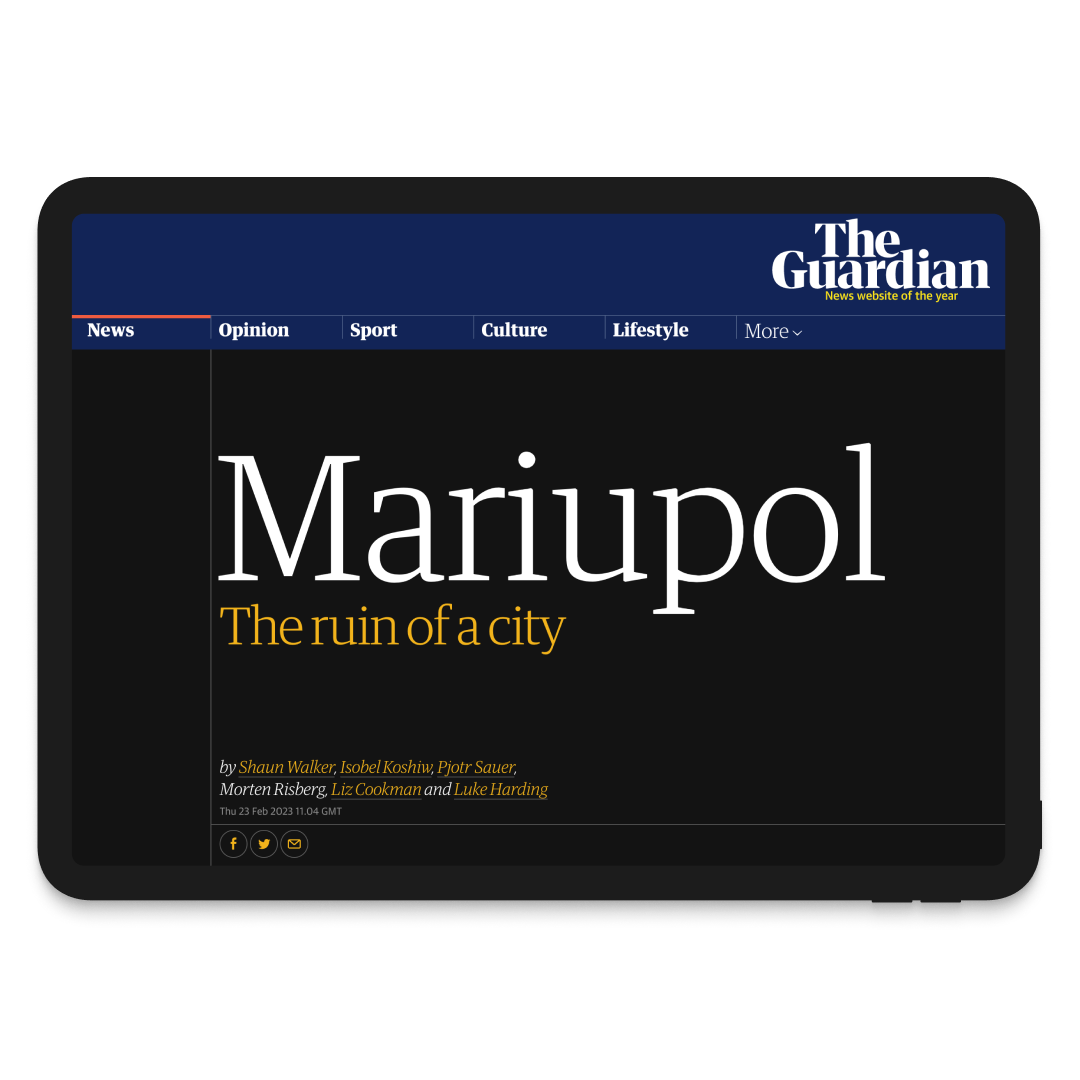 The
Guardian
News website of the year
News Opinion Sport Culture Lifestyle More
Mariupol
The ruin of a city
by Shaun Walker, Isobel Koshiw, Pjotr Sauer,
Morten Risberg, Liz Cookman and Luke Harding
Thu 23 Feb 2023 11.04 GMT